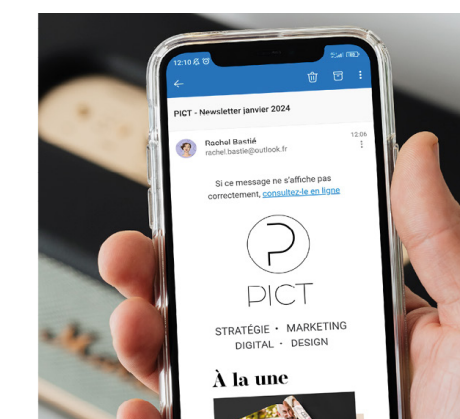 12:10
PICT - Newsletter janvier 2024
Rachel Bastié
12:06
rachel.bastie@outlook.fr
Si ce message ne s'affiche pas
correctement, consultez-le en ligne
PICT
STRATÉGIE • MARKETING
DIGITAL • DESIGN
À la une